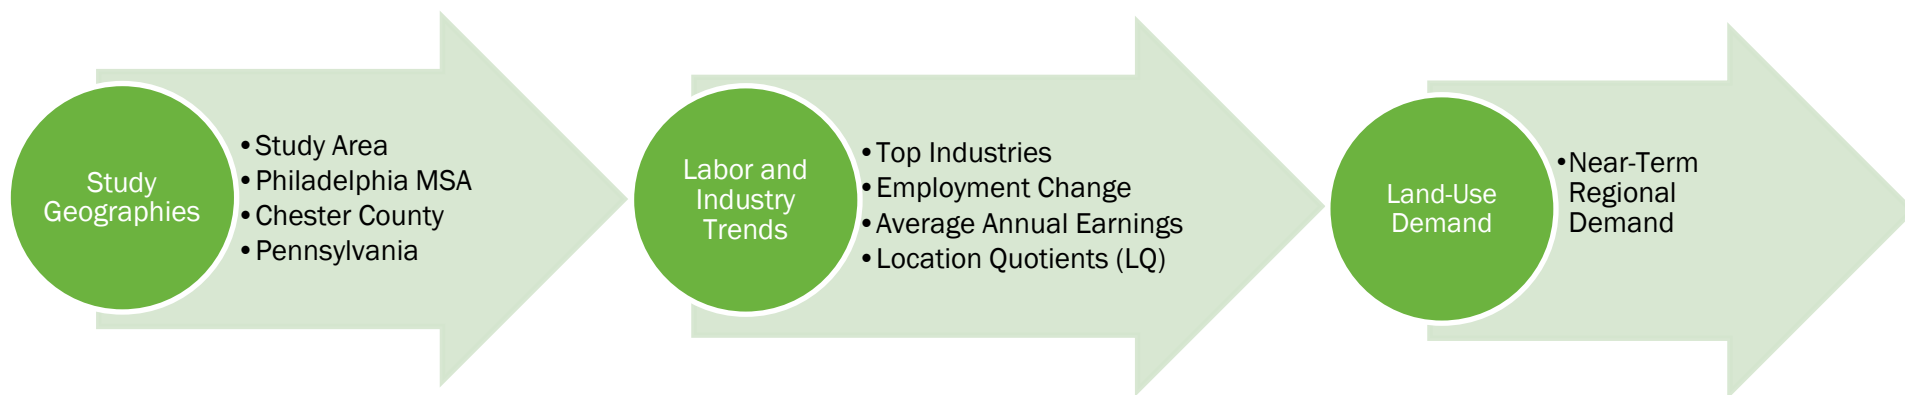 Study
Geographies
•Study Area
•Philadelphia MSA
•Chester County
•Pennsylvania
Labor and
Industry
Trends
•Top Industries
•Employment Change
•Average Annual Earnings
•Location Quotients (LQ)
Land-Use
Demand
•Near-Term
Regional
Demand